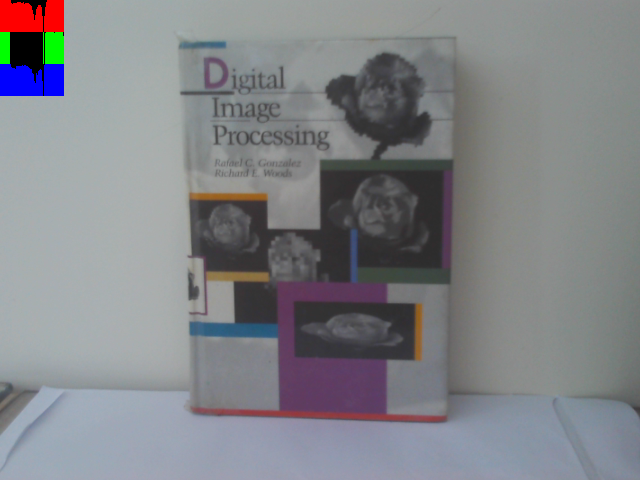 Digital
Image
Processing
Rafael C. Gonzalez
Richard E. Woods